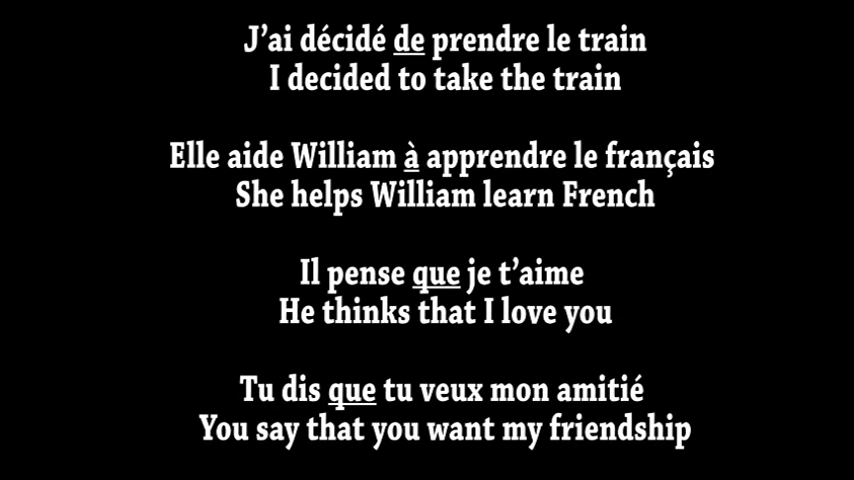 J’ai décidé de prendre le train
I decided to take the train
Elle aide William à apprendre le français
She helps William learn French
Il pense que je t’aime
He thinks that I love you
Tu dis que tu veux mon amitié
You say that you want my friendship